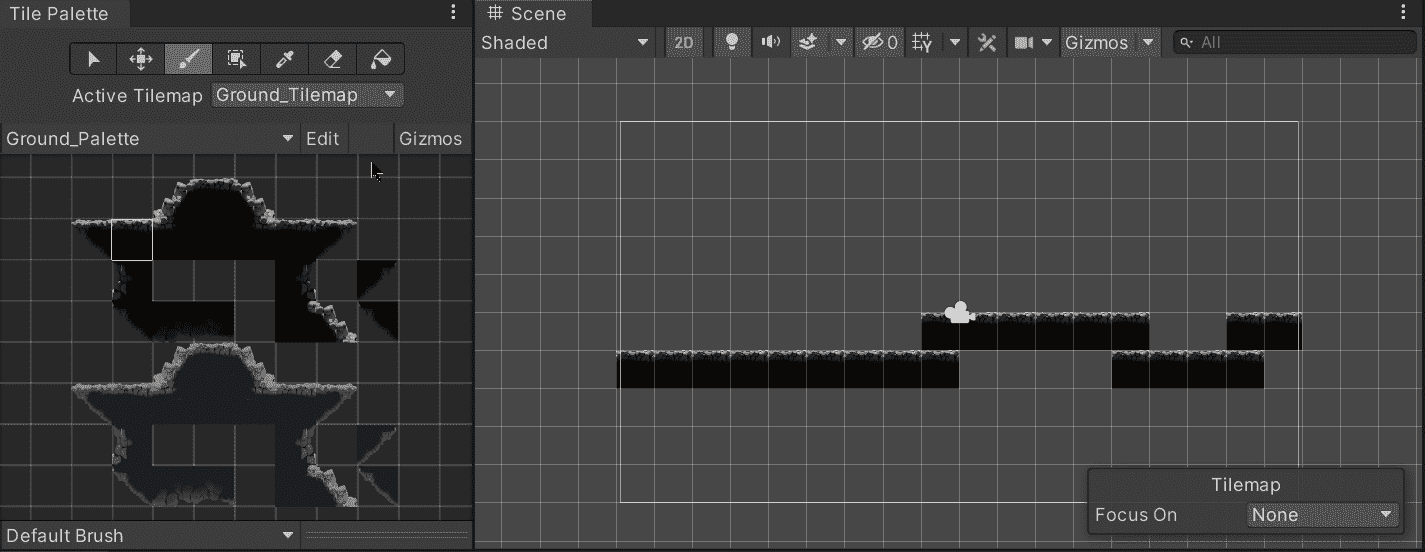 Tile Palette
Scene
Shaded
2D
0
Gizmos
All
Active Tilemap
Ground_Tilemap
Ground_Palette
Edit
Gizmos
Tilemap
Focus On
None
Default Brush